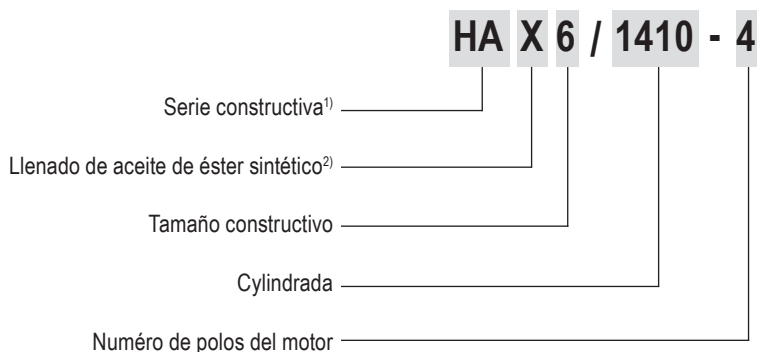 HA X 6 / 1410 - 4
Serie constructiva1)
Llenado de aceite de éster sintético2)
Tamaño constructivo
Cylindrada
Numéro de polos del motor